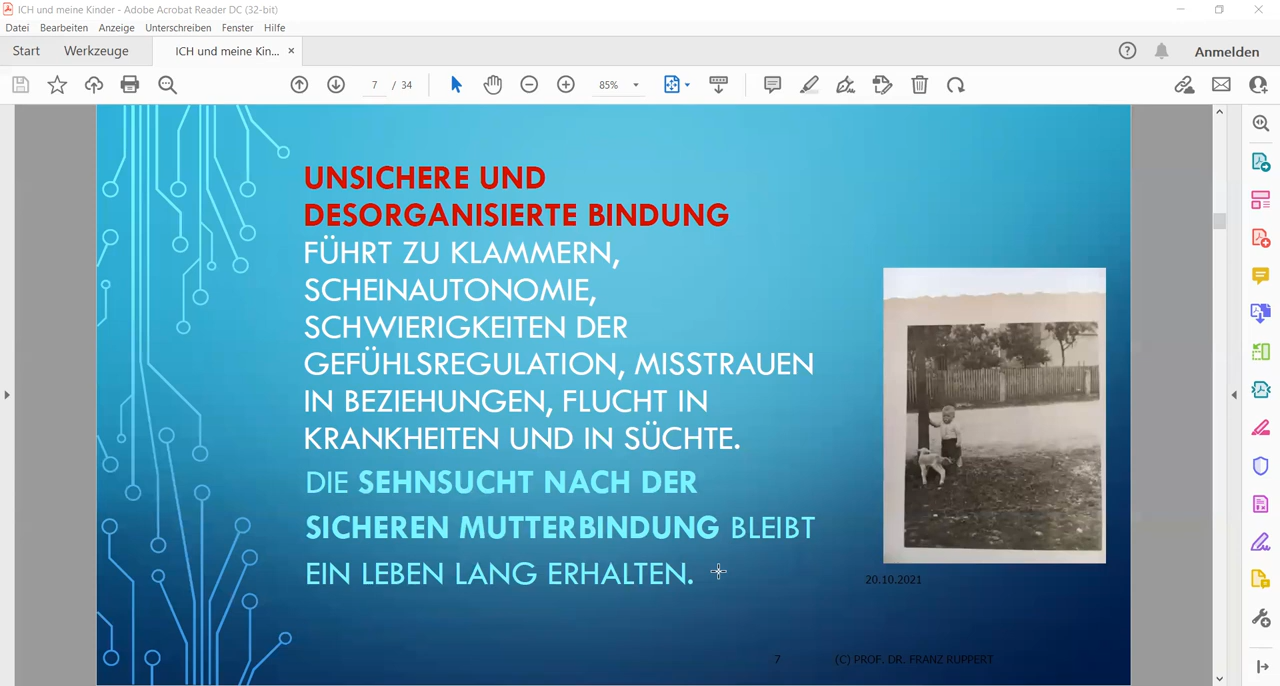 ICH und meine Kinder - Adobe Acrobat Reader DC (32-bit)
Datei Bearbeiten Anzeige Unterschreiben Fenster Hilfe
Start Werkzeuge ICH und meine Kin... × Anmelden
7 / 34 85%
UNSICHERE UND
DESORGANISIERTE BINDUNG
FÜHRT ZU KLAMMERN,
SCHEINAUTONOMIE,
SCHWIERIGKEITEN DER
GEFÜHLSREGULATION, MISSTRAUEN
IN BEZIEHUNGEN, FLUCHT IN
KRANKHEITEN UND IN SÜCHTE.
DIE SEHNSUCHT NACH DER
SICHEREN MUTTERBINDUNG BLEIBT
EIN LEBEN LANG ERHALTEN.
20.10.2021
7 (C) PROF. DR. FRANZ RUPPERT